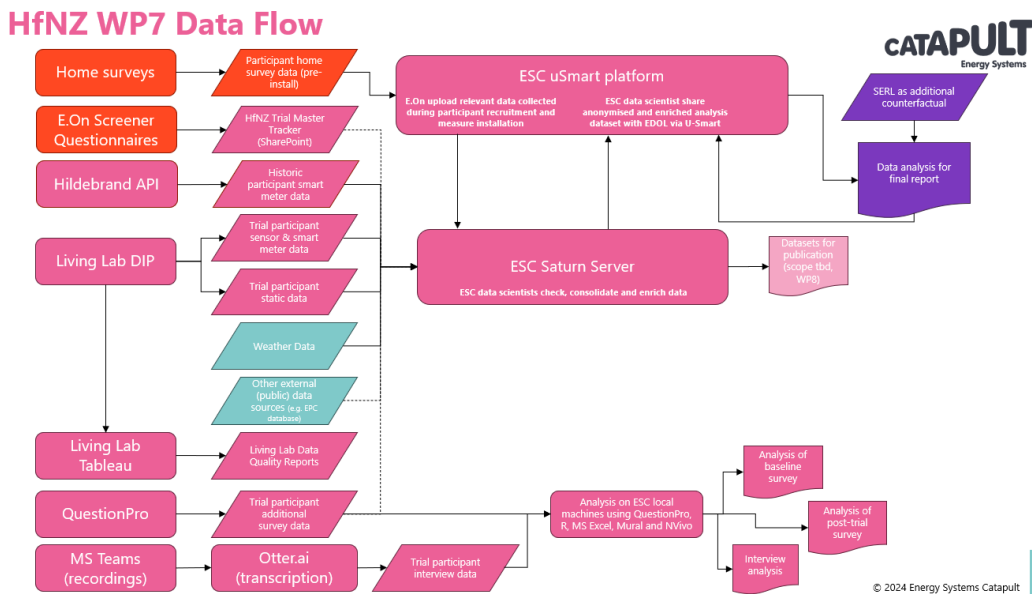 HfNZ WP7 Data Flow
CATAPULT
Energy Systems
Home surveys
Participant home
survey data (pre-
install)
ESC uSmart platform
E.On upload relevant data collected
during participant recruitment and
measure installation
ESC data scientist share
anonymised and enriched analysis
dataset with EDOL via U-Smart
SERL as additional
counterfactual
E.On Screener
Questionnaires
HfNZ Trial Master
Tracker
(SharePoint)
Hildebrand API
Historic
participant smart
meter data
Data analysis for
final report
Living Lab DIP
Trial participant
sensor & smart
meter data
Trial participant
static data
ESC Saturn Server
ESC data scientists check, consolidate and enrich data
Datasets for
publication
(scope tbd,
WP8)
Weather Data
Other external
(public) data
sources (e.g. EPC
database)
Living Lab
Tableau
Living Lab Data
Quality Reports
QuestionPro
Trial participant
additional
survey data
Analysis on ESC local
machines using QuestionPro,
R, MS Excel, Mural and NVivo
Analysis of
baseline
survey
Analysis of
post-trial
survey
Interview
analysis
MS Teams
(recordings)
Otter.ai
(transcription)
Trial participant
interview data
© 2024 Energy Systems Catapult